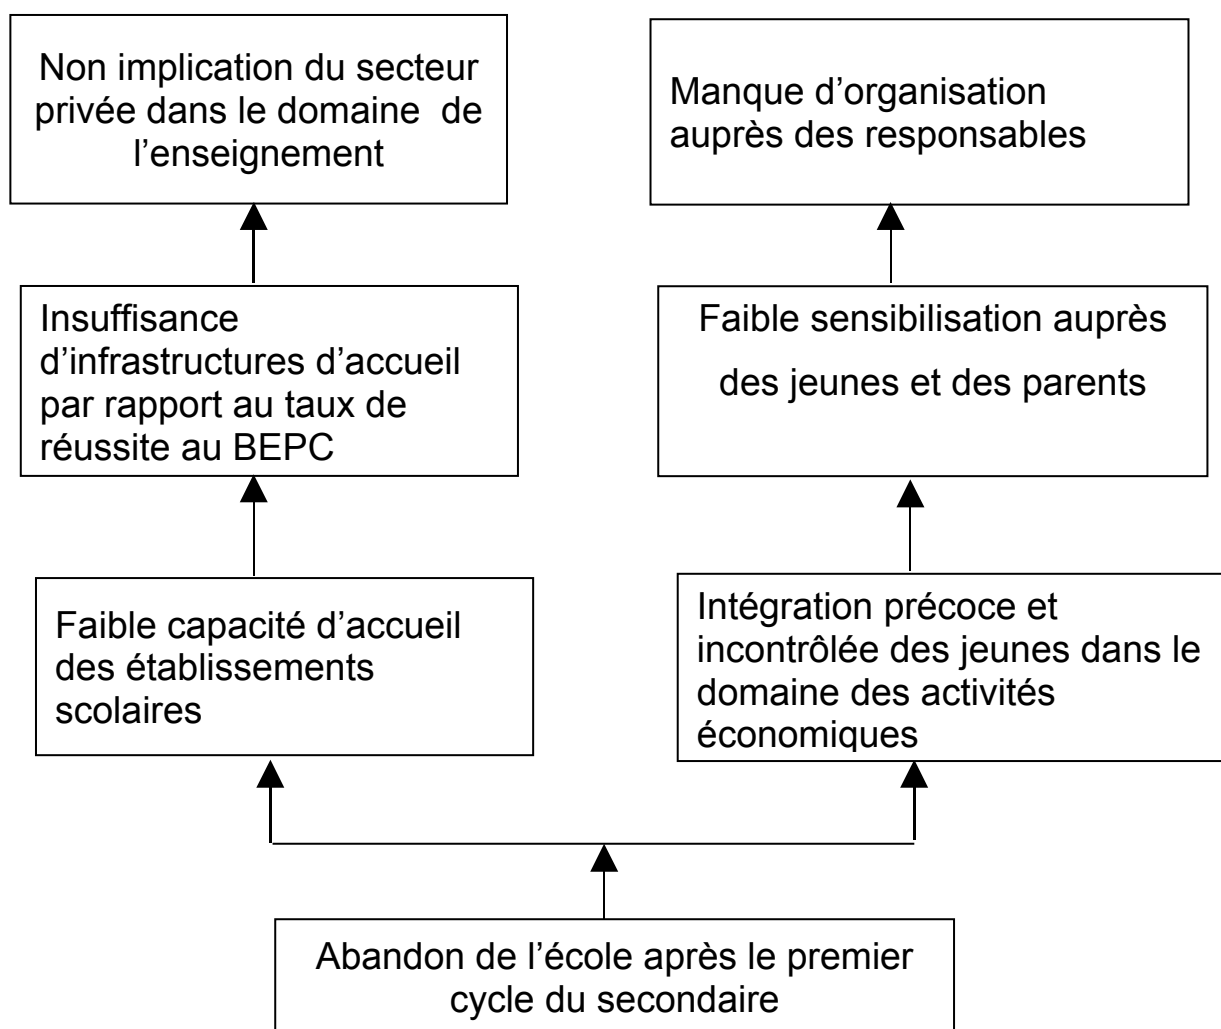 Non implication du secteur
privée dans le domaine de
l’enseignement
Manque d’organisation
auprès des responsables
Insuffisance
d’infrastructures d’accueil
par rapport au taux de
réussite au BEPC
Faible sensibilisation auprès
des jeunes et des parents
Faible capacité d’accueil
des établissements
scolaires
Intégration précoce et
incontrôlée des jeunes dans le
domaine des activités
économiques
Abandon de l’école après le premier
cycle du secondaire